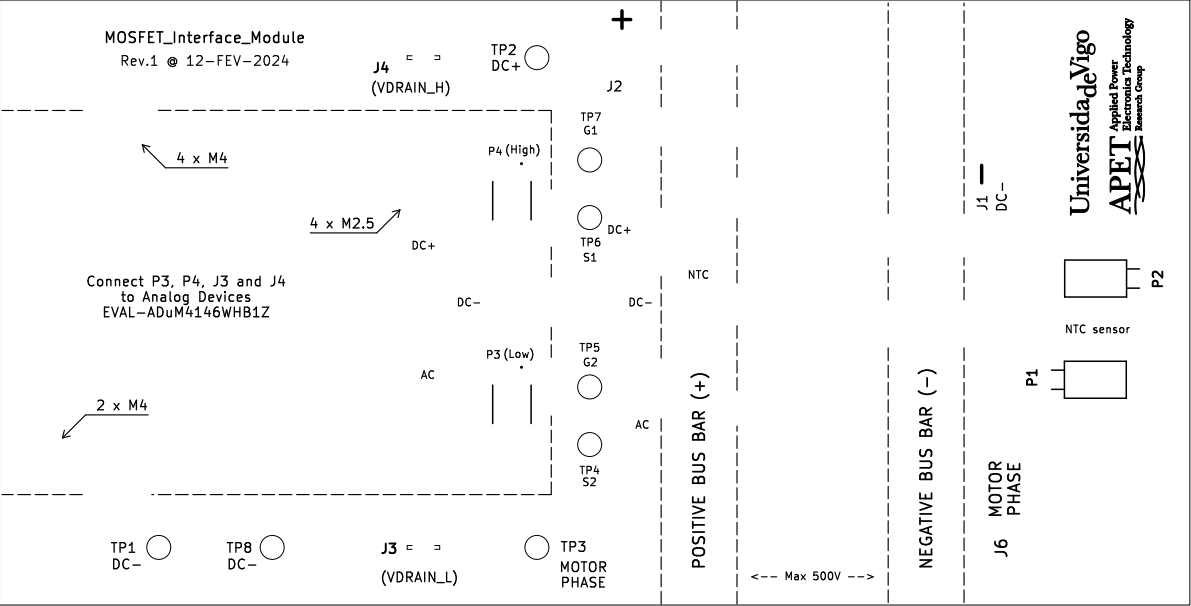 MOSFET_Interface_Module
Rev.1 @ 12-FEV-2024
J4
(VDRAIN_H)
TP2
DC+
+
J2
TP7
G1
4 x M4
P4 (High)
4 x M2.5
DC+
TP6
S1
DC+
Connect P3, P4, J3 and J4
to Analog Devices
EVAL-ADuM4146WHB1Z
DC-
DC-
NTC
P3 (Low)
TP5
G2
AC
AC
2 x M4
TP4
S2
TP1
DC-
TP8
DC-
J3
(VDRAIN_L)
TP3
MOTOR
PHASE
POSITIVE BUS BAR (+)
<-- Max 500V -->
NEGATIVE BUS BAR (-)
J1
DC-
-
UniversidadeVigo
APET
Applied Power
Electronics Technology
Research Group
P2
NTC sensor
P1
J6
MOTOR
PHASE